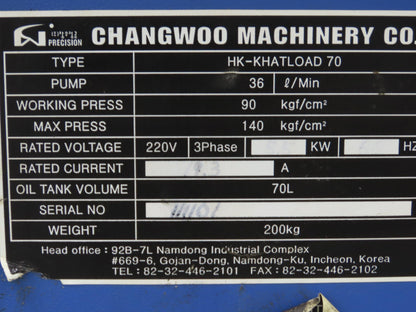 PRECISION CHANGWOO MACHINERY CO.
TYPE HK-KHATLOAD 70
PUMP 36 ℓ/Min
WORKING PRESS 90 kgf/cm²
MAX PRESS 140 kgf/cm²
RATED VOLTAGE 220V 3Phase KW HZ
RATED CURRENT A
OIL TANK VOLUME 70L
SERIAL NO
WEIGHT 200kg
Head office : 92B-7L Namdong Industrial Complex
#669-6, Gojan-Dong, Namdong-Ku, Incheon, Korea
TEL : 82-32-446-2101 FAX : 82-32-446-2102